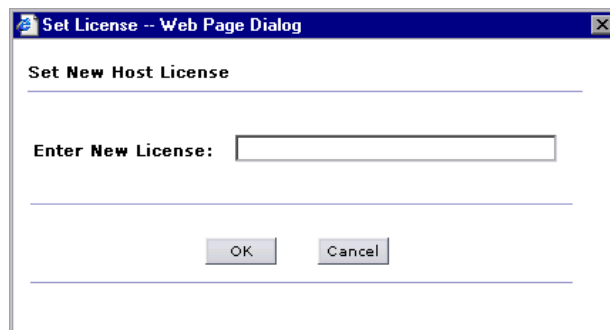 Set License -- Web Page Dialog
Set New Host License
Enter New License:
OK Cancel